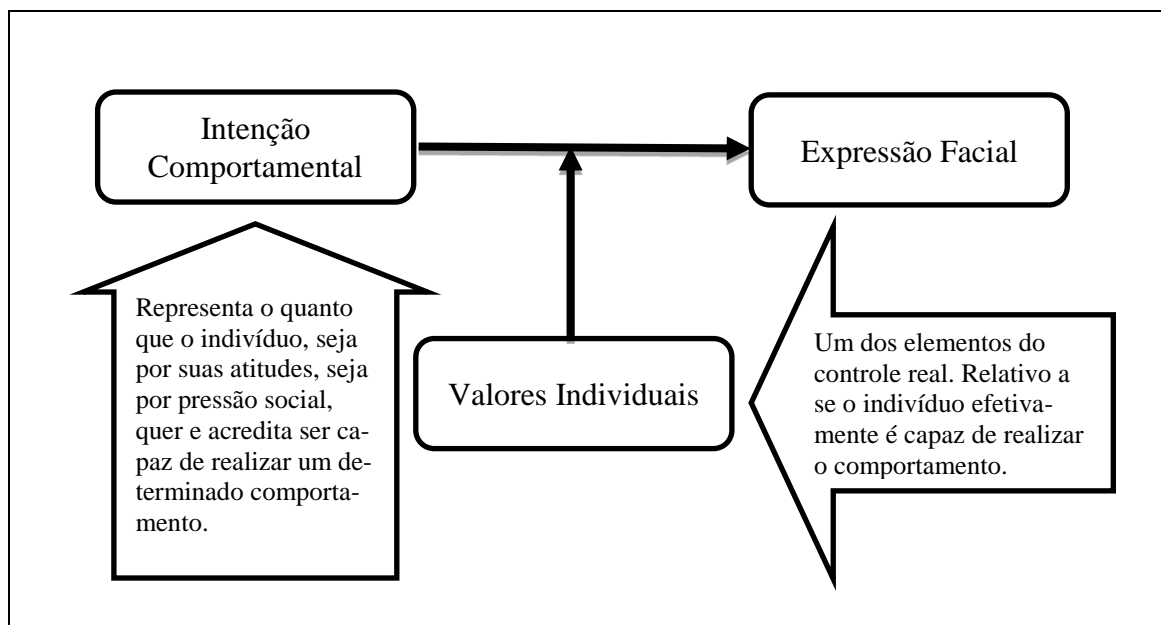 Intenção
Comportamental
Expressão Facial
Representa o quanto
que o indivíduo, seja
por suas atitudes, seja
por pressão social,
quer e acredita ser ca-
paz de realizar um de-
terminado comporta-
mento.
Valores Individuais
Um dos elementos do
controle real. Relativo a
se o indivíduo efetiva-
mente é capaz de realizar
o comportamento.